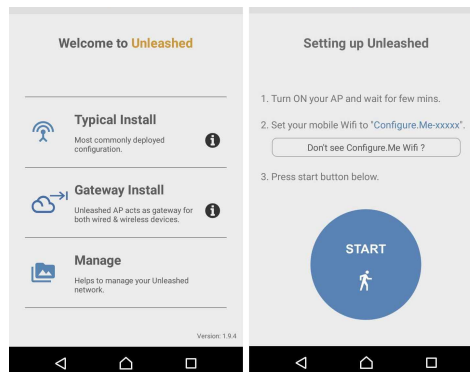 Welcome to Unleashed
Typical Install
Most commonly deployed
configuration.
Gateway Install
Unleashed AP acts as gateway for
both wired & wireless devices.
Manage
Helps to manage your Unleashed
network.
Version: 1.9.4
Setting up Unleashed
1. Turn ON your AP and wait for few mins.
2. Set your mobile Wifi to "Configure.Me-xxxxx".
Don't see Configure.Me Wifi ?
3. Press start button below.
START